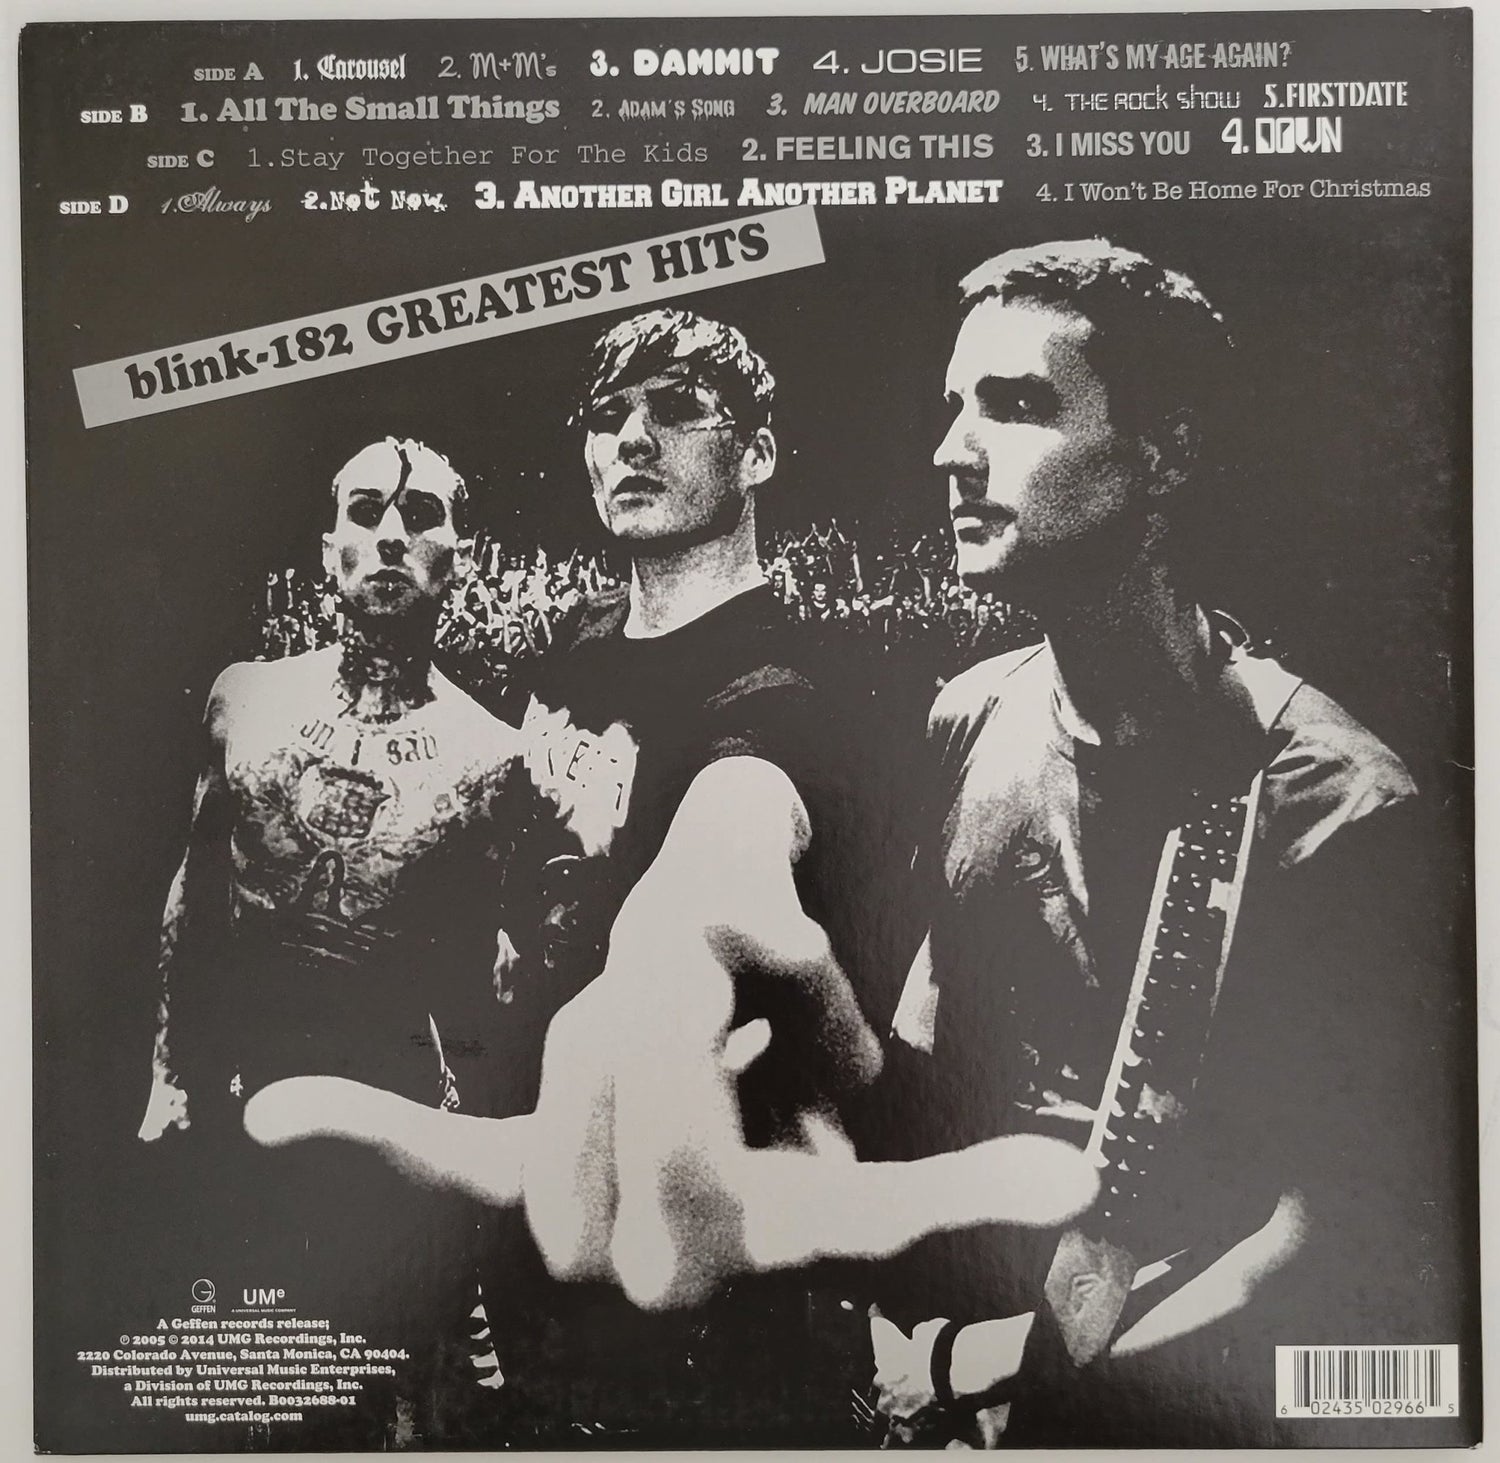 SIDE A 1. Carousel 2. M+M's 3. DAMMIT 4. JOSIE 5. WHAT'S MY AGE AGAIN?
SIDE B 1. All The Small Things 2. ADAM'S SONG 3. MAN OVERBOARD 4. THE ROCK SHOW 5.FIRSTDATE
SIDE C 1.Stay Together For The Kids 2. FEELING THIS 3. I MISS YOU 4. DOWN
SIDE D 1.Always 2.Not Now 3. ANOTHER GIRL ANOTHER PLANET 4. I Won't Be Home For Christmas
blink-182 GREATEST HITS
I sau
G
GEFFEN
UMe
A UNIVERSAL MUSIC COMPANY
A Geffen records release;
℗ 2005 © 2014 UMG Recordings, Inc.
2220 Colorado Avenue, Santa Monica, CA 90404.
Distributed by Universal Music Enterprises,
a Division of UMG Recordings, Inc.
All rights reserved. B0032688-01
umg.catalog.com
6 02435 02966 5